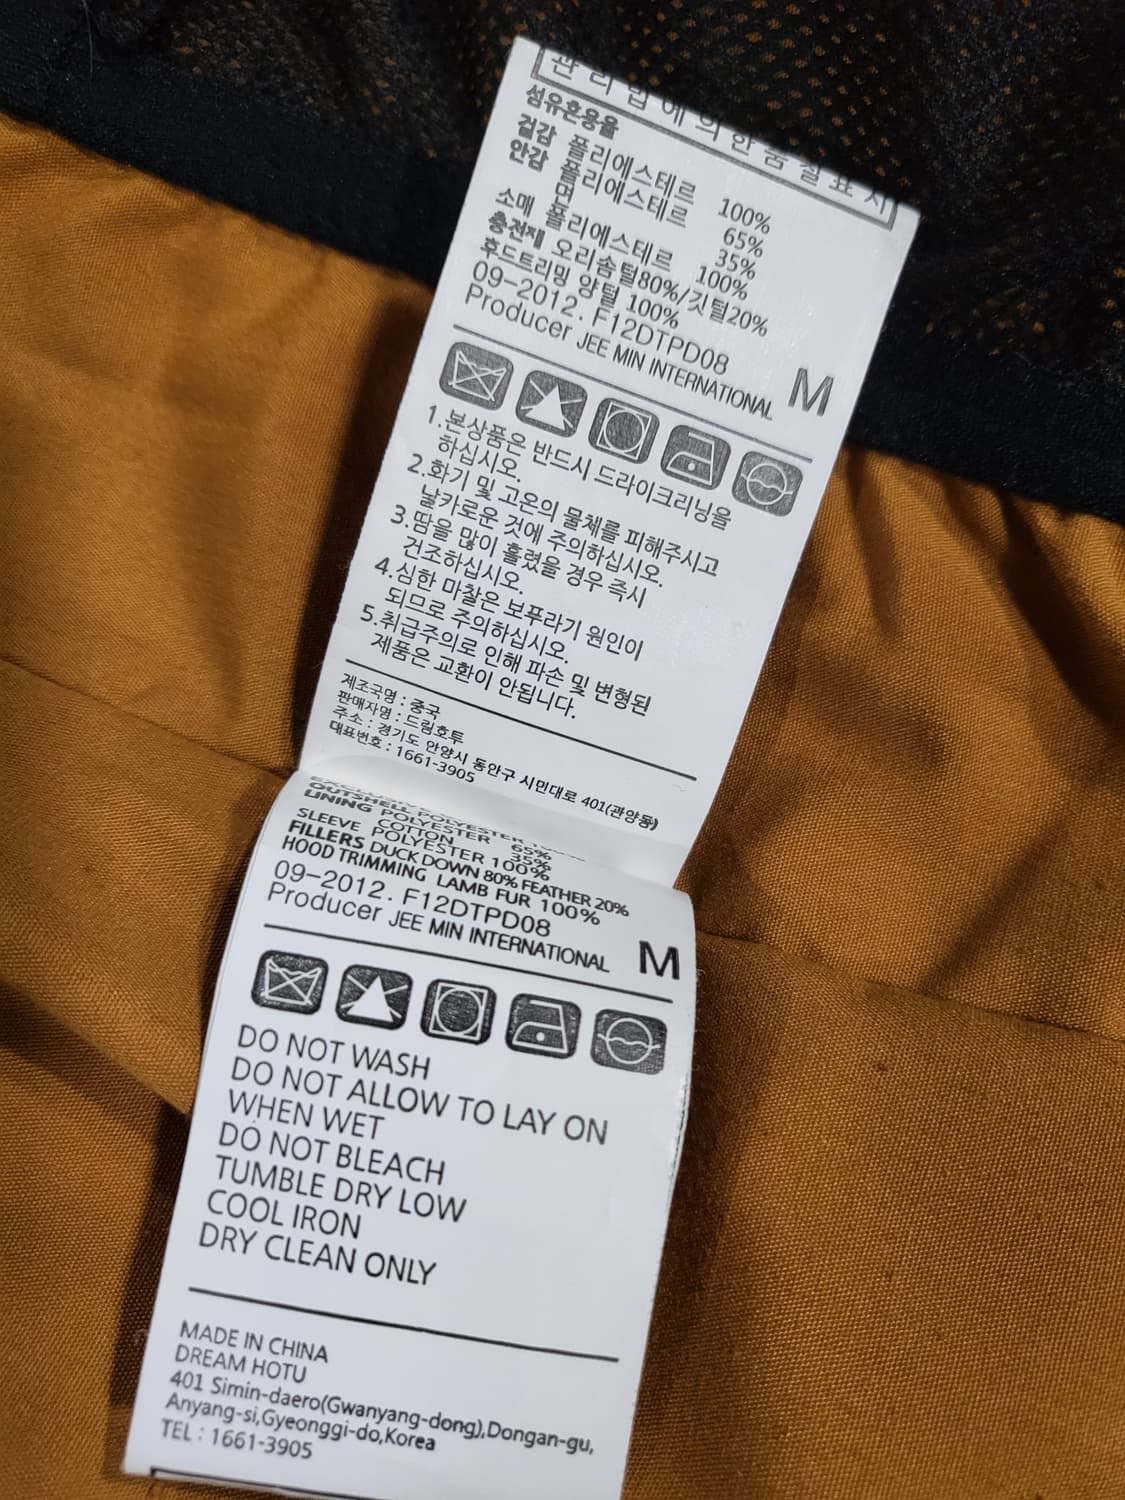 관리법에의한품질표시
섬유혼용율
겉감 폴리에스테르 100%
안감 폴리에스테르 65%
면 35%
소매 폴리에스테르 100%
충전재 오리솜털80%/깃털20%
후드트리밍 양털 100%
09-2012. F12DTPD08
Producer JEE MIN INTERNATIONAL M
1.본상품은 반드시 드라이크리닝을
하십시오.
2.화기 및 고온의 물체를 피해주시고
날카로운 것에 주의하십시오.
3.땀을 많이 흘렸을 경우 즉시
건조하십시오.
4.심한 마찰은 보푸라기 원인이
되므로 주의하십시오.
5.취급주의로 인해 파손 및 변형된
제품은 교환이 안됩니다.
제조국명 : 중국
판매자명 : 드림호투
주소 : 경기도 안양시 동안구 시민대로 401(관양동)
대표번호 : 1661-3905
OUTSHELL POLYESTER 100%
LINING POLYESTER 65%
COTTON 35%
SLEEVE POLYESTER 100%
FILLERS DUCK DOWN 80% FEATHER 20%
HOOD TRIMMING LAMB FUR 100%
09-2012. F12DTPD08
Producer JEE MIN INTERNATIONAL M
DO NOT WASH
DO NOT ALLOW TO LAY ON
WHEN WET
DO NOT BLEACH
TUMBLE DRY LOW
COOL IRON
DRY CLEAN ONLY
MADE IN CHINA
DREAM HOTU
401 Simin-daero(Gwanyang-dong),Dongan-gu,
Anyang-si,Gyeonggi-do,Korea
TEL : 1661-3905